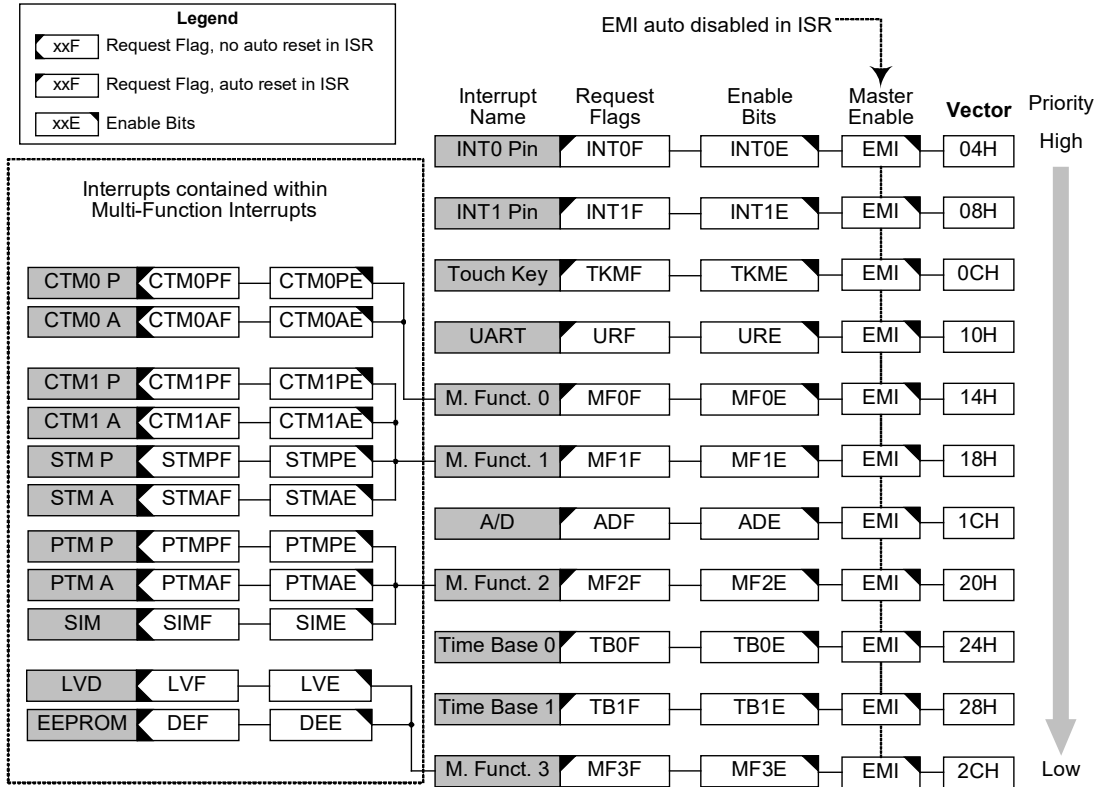 Legend
xxF Request Flag, no auto reset in ISR
xxF Request Flag, auto reset in ISR
xxE Enable Bits
EMI auto disabled in ISR
Interrupt Name
Request Flags
Enable Bits
Master Enable
Vector
Priority
High
INT0 Pin INT0F INT0E EMI 04H
INT1 Pin INT1F INT1E EMI 08H
Touch Key TKMF TKME EMI 0CH
UART URF URE EMI 10H
M. Funct. 0 MF0F MF0E EMI 14H
M. Funct. 1 MF1F MF1E EMI 18H
A/D ADF ADE EMI 1CH
M. Funct. 2 MF2F MF2E EMI 20H
Time Base 0 TB0F TB0E EMI 24H
Time Base 1 TB1F TB1E EMI 28H
M. Funct. 3 MF3F MF3E EMI 2CH
Low
Interrupts contained within
Multi-Function Interrupts
CTM0 P CTM0PF CTM0PE
CTM0 A CTM0AF CTM0AE
CTM1 P CTM1PF CTM1PE
CTM1 A CTM1AF CTM1AE
STM P STMPF STMPE
STM A STMAF STMAE
PTM P PTMPF PTMPE
PTM A PTMAF PTMAE
SIM SIMF SIME
LVD LVF LVE
EEPROM DEF DEE